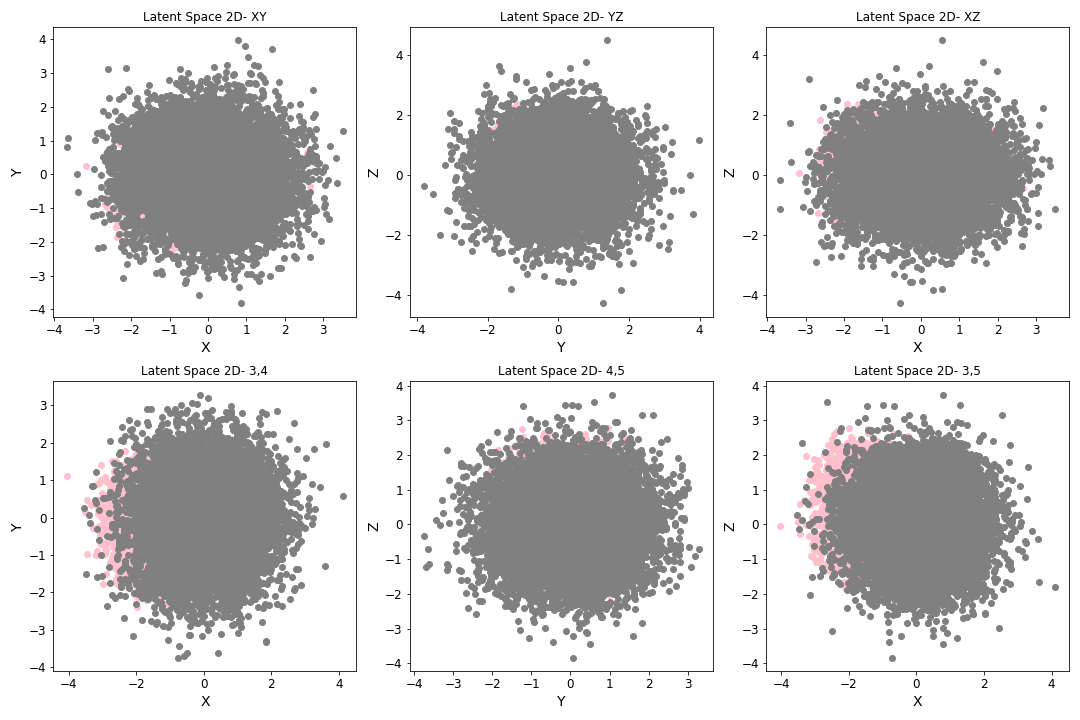 Latent Space 2D- XY
Latent Space 2D- YZ
Latent Space 2D- XZ
4
3
2
1
0
−1
−2
−3
−4
Y
−4 −3 −2 −1 0 1 2 3
X
4
2
0
−2
−4
Z
−4 −2 0 2 4
Y
4
2
0
−2
−4
Z
−4 −3 −2 −1 0 1 2 3
X
Latent Space 2D- 3,4
Latent Space 2D- 4,5
Latent Space 2D- 3,5
3
2
1
0
−1
−2
−3
−4
Y
−4 −2 0 2 4
X
4
3
2
1
0
−1
−2
−3
−4
Z
−4 −3 −2 −1 0 1 2 3
Y
4
3
2
1
0
−1
−2
−3
−4
Z
−4 −2 0 2 4
X